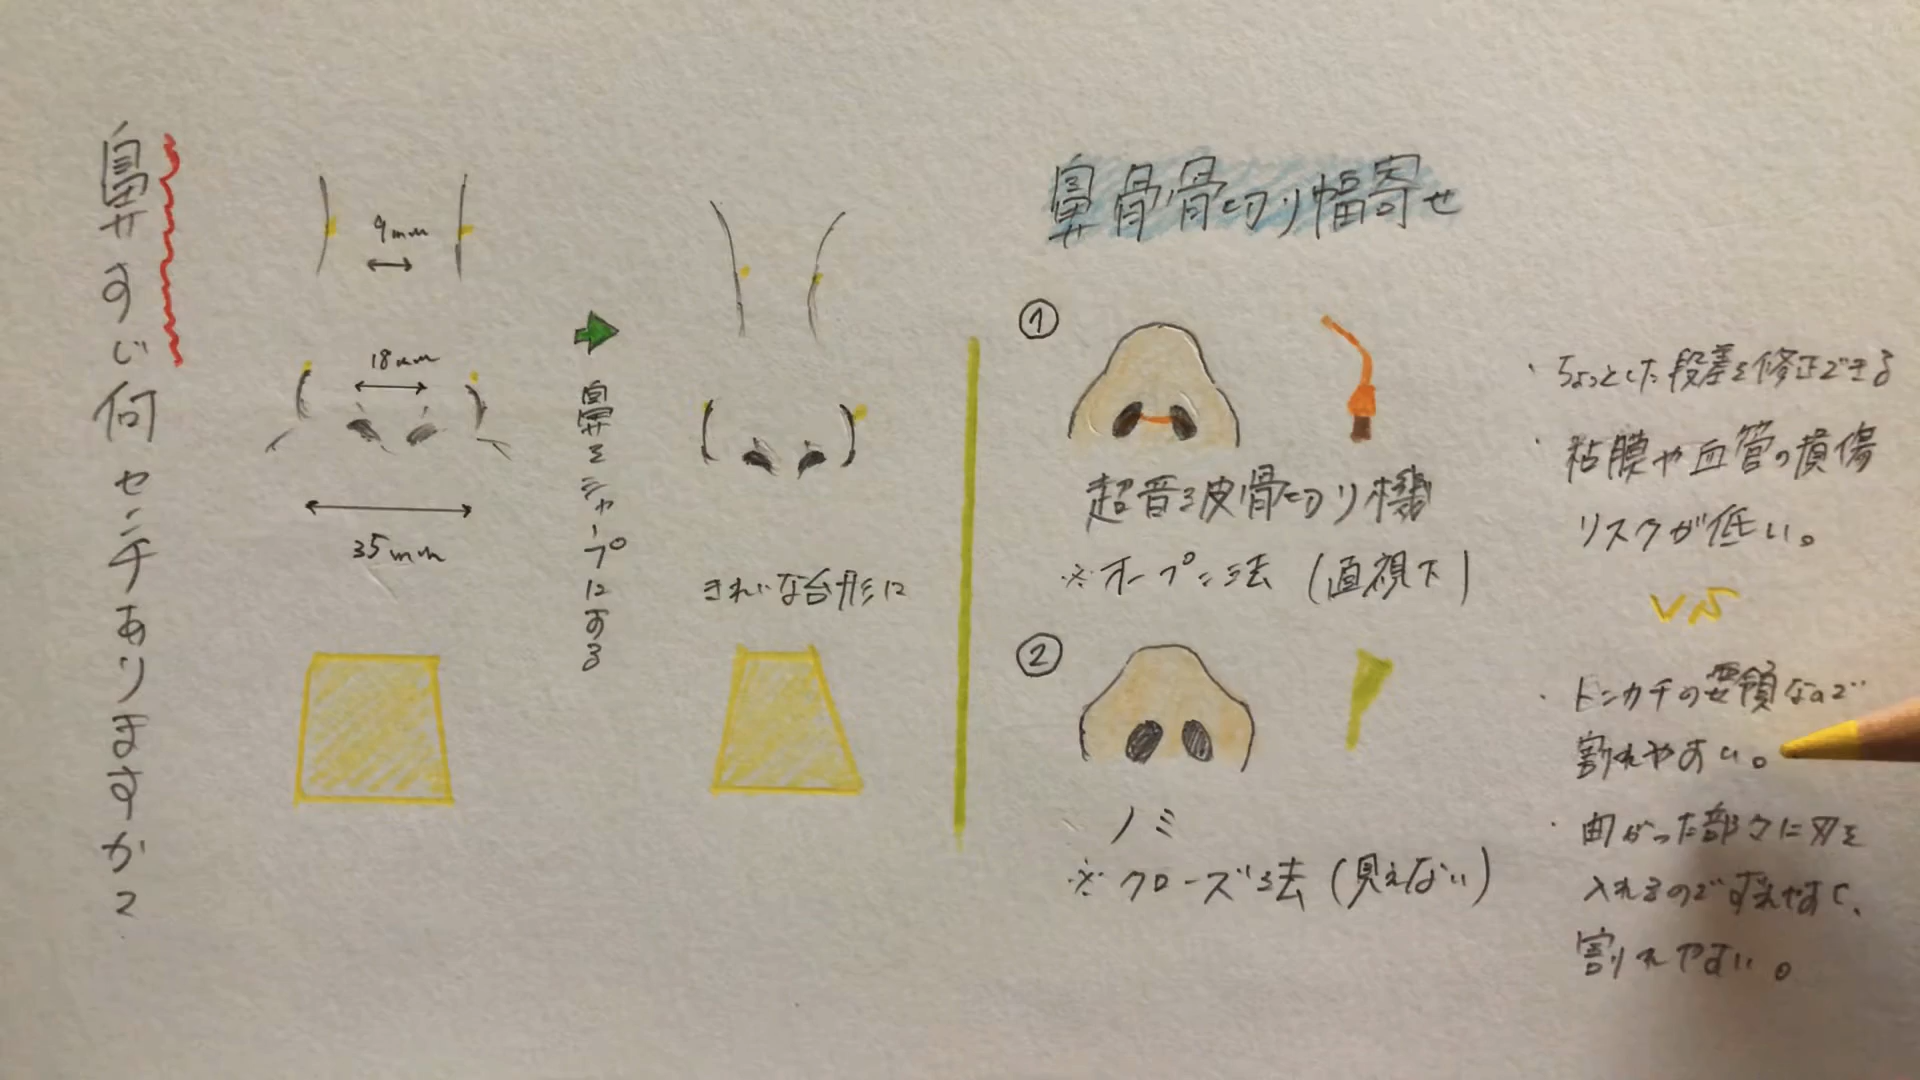 鼻すじ何センチありますか?
9mm
18mm
35mm
鼻をシャープにする
きれいな台形に
鼻骨骨切り幅寄せ
①
超音波骨切り機
※オープン法(直視下)
②
ノミ
※クローズ法(見えない)
・ちょっとした段差を修正できる
・粘膜や血管の損傷
リスクが低い。
VS
・トンカチの要領なので
割れやすい。
・曲がった部分に刃を
入れるのでずれやすく、
割れやすい。